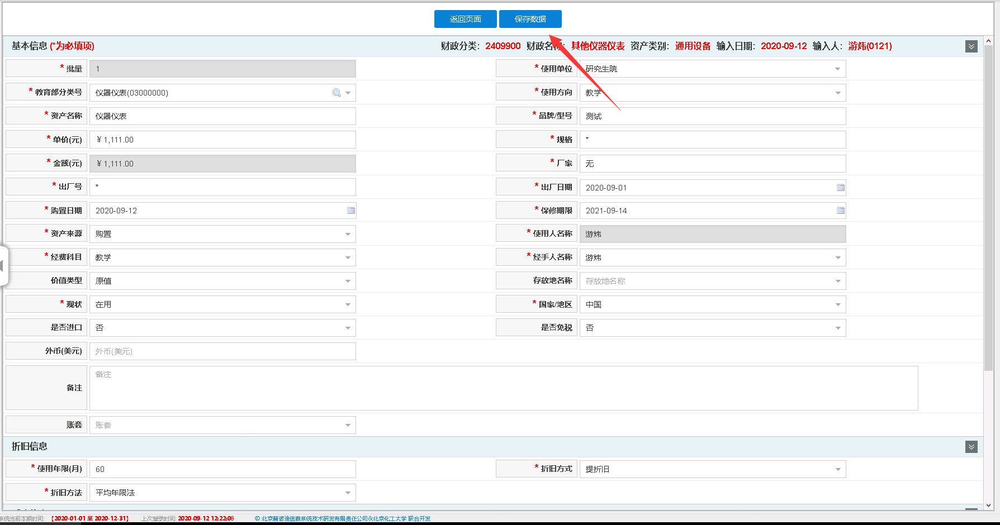 返回页面 保存数据
基本信息 (*为必填项) 财政分类: 2409900 财政名称: 其他仪器仪表 资产类别: 通用设备 输入日期: 2020-09-12 输入人: 游炜(0121)
* 批量 1 * 使用单位 研究生院
* 教育部分类号 仪器仪表(03000000) * 使用方向 教学
* 资产名称 仪器仪表 * 品牌/型号 测试
* 单价(元) ¥ 1,111.00 * 规格 *
* 金额(元) ¥ 1,111.00 * 厂家 无
* 出厂号 * * 出厂日期 2020-09-01
* 购置日期 2020-09-12 * 保修期限 2021-09-14
* 资产来源 购置 * 使用人名称 游炜
* 经费科目 教学 * 经手人名称 游炜
价值类型 原值 存放地名称 存放地名称
* 现状 在用 * 国家/地区 中国
是否进口 否 是否免税 否
外币(美元) 外币(美元)
备注 备注
账套 账套
折旧信息
* 使用年限(月) 60 * 折旧方式 提折旧
* 折旧方法 平均年限法
系统当前本期时间: 【2020-01-01 至 2020-12-31】 上次登录时间: 2020-09-12 12:22:08 © 北京普诺迪信息系统技术研发有限责任公司&北京化工大学 联合开发